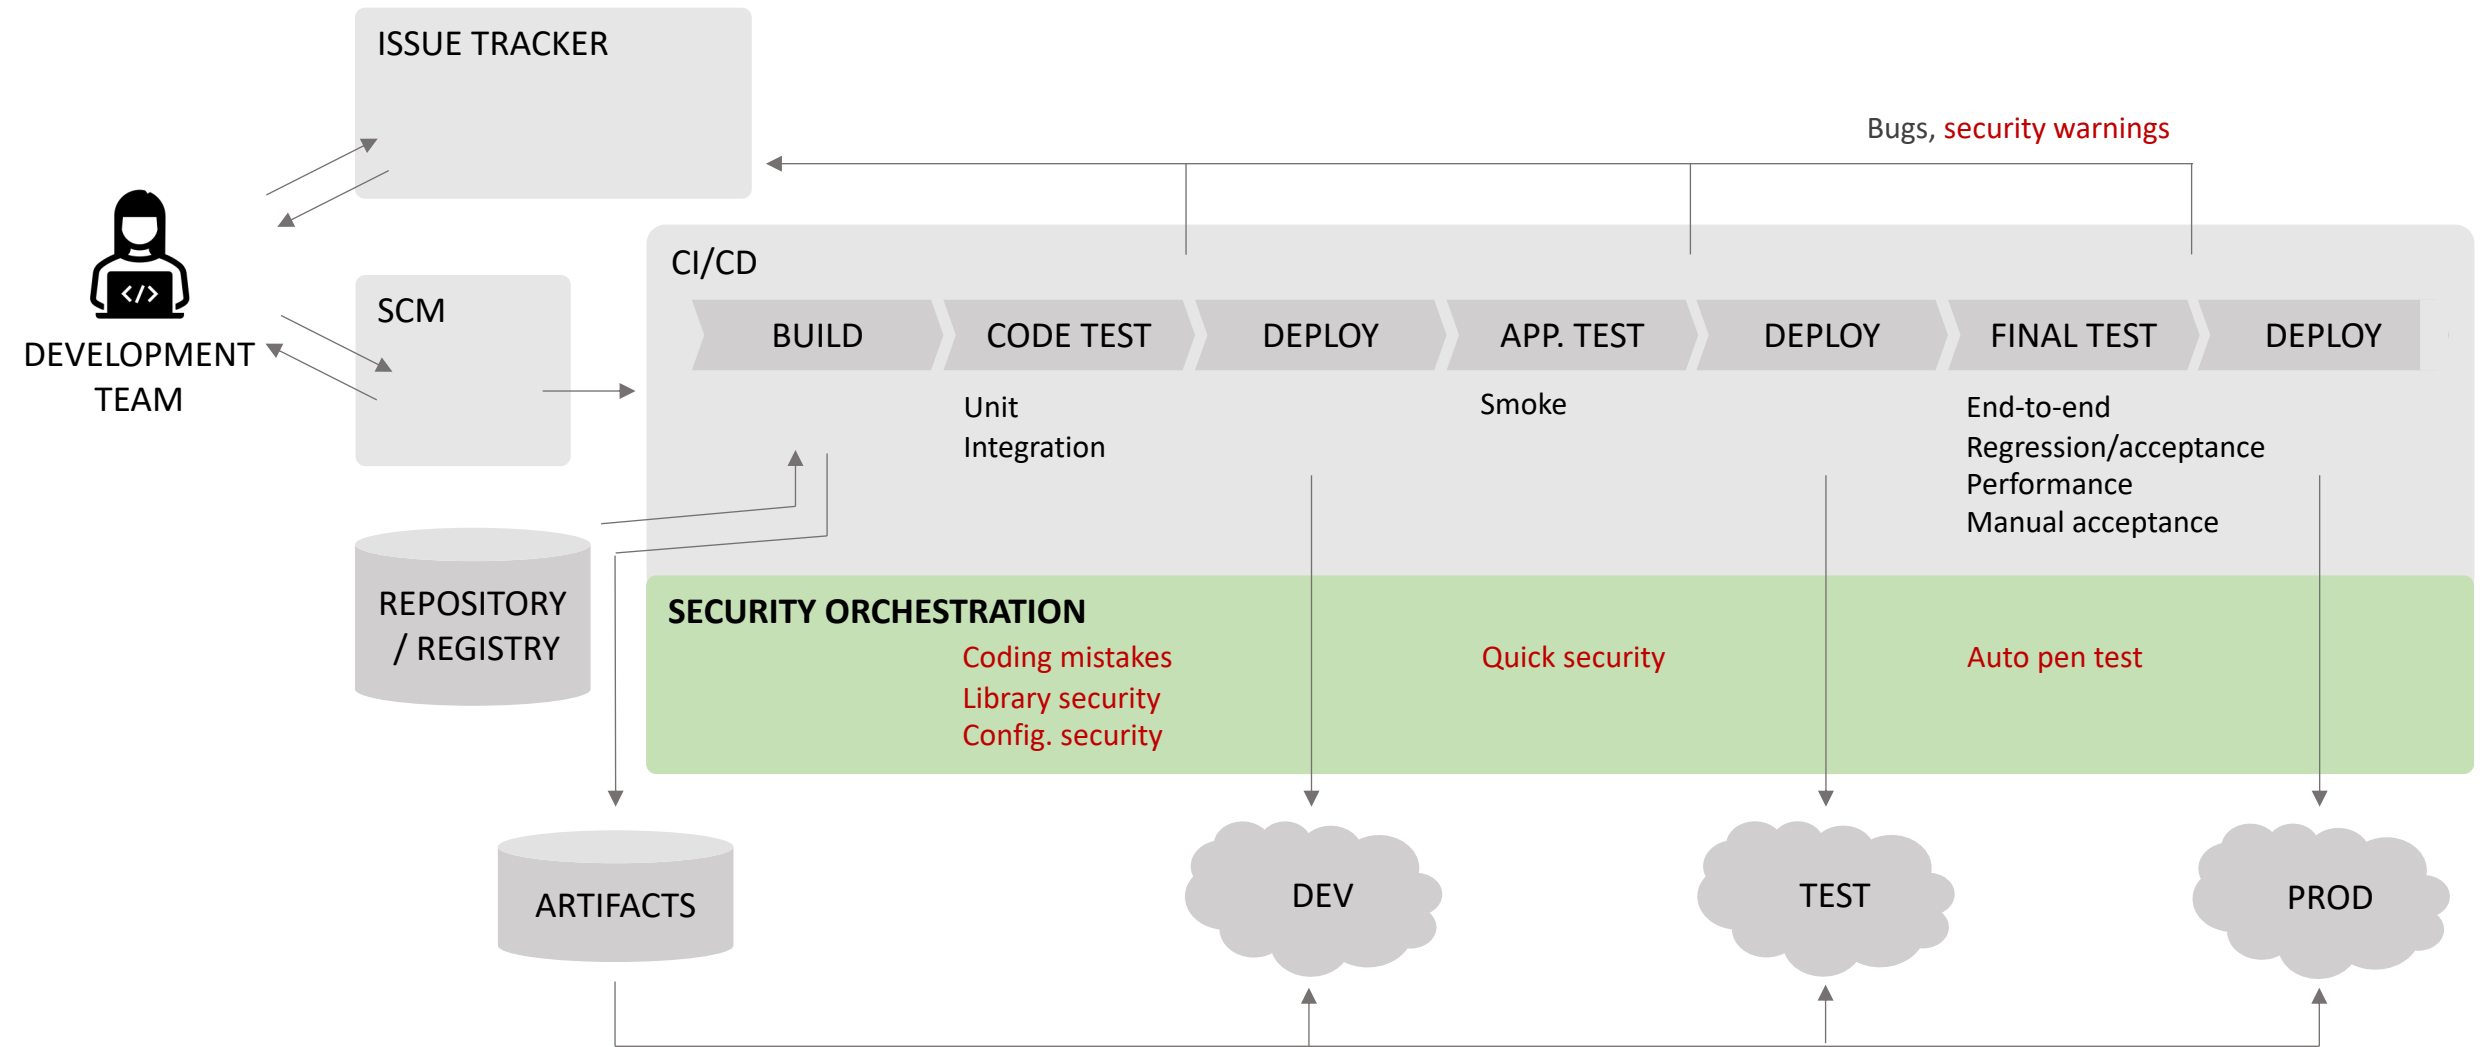 ISSUE TRACKER
Bugs, security warnings
</>
DEVELOPMENT
TEAM
SCM
CI/CD
BUILD
CODE TEST
DEPLOY
APP. TEST
DEPLOY
FINAL TEST
DEPLOY
Unit
Integration
Smoke
End-to-end
Regression/acceptance
Performance
Manual acceptance
REPOSITORY
/ REGISTRY
SECURITY ORCHESTRATION
Coding mistakes
Library security
Config. security
Quick security
Auto pen test
ARTIFACTS
DEV
TEST
PROD